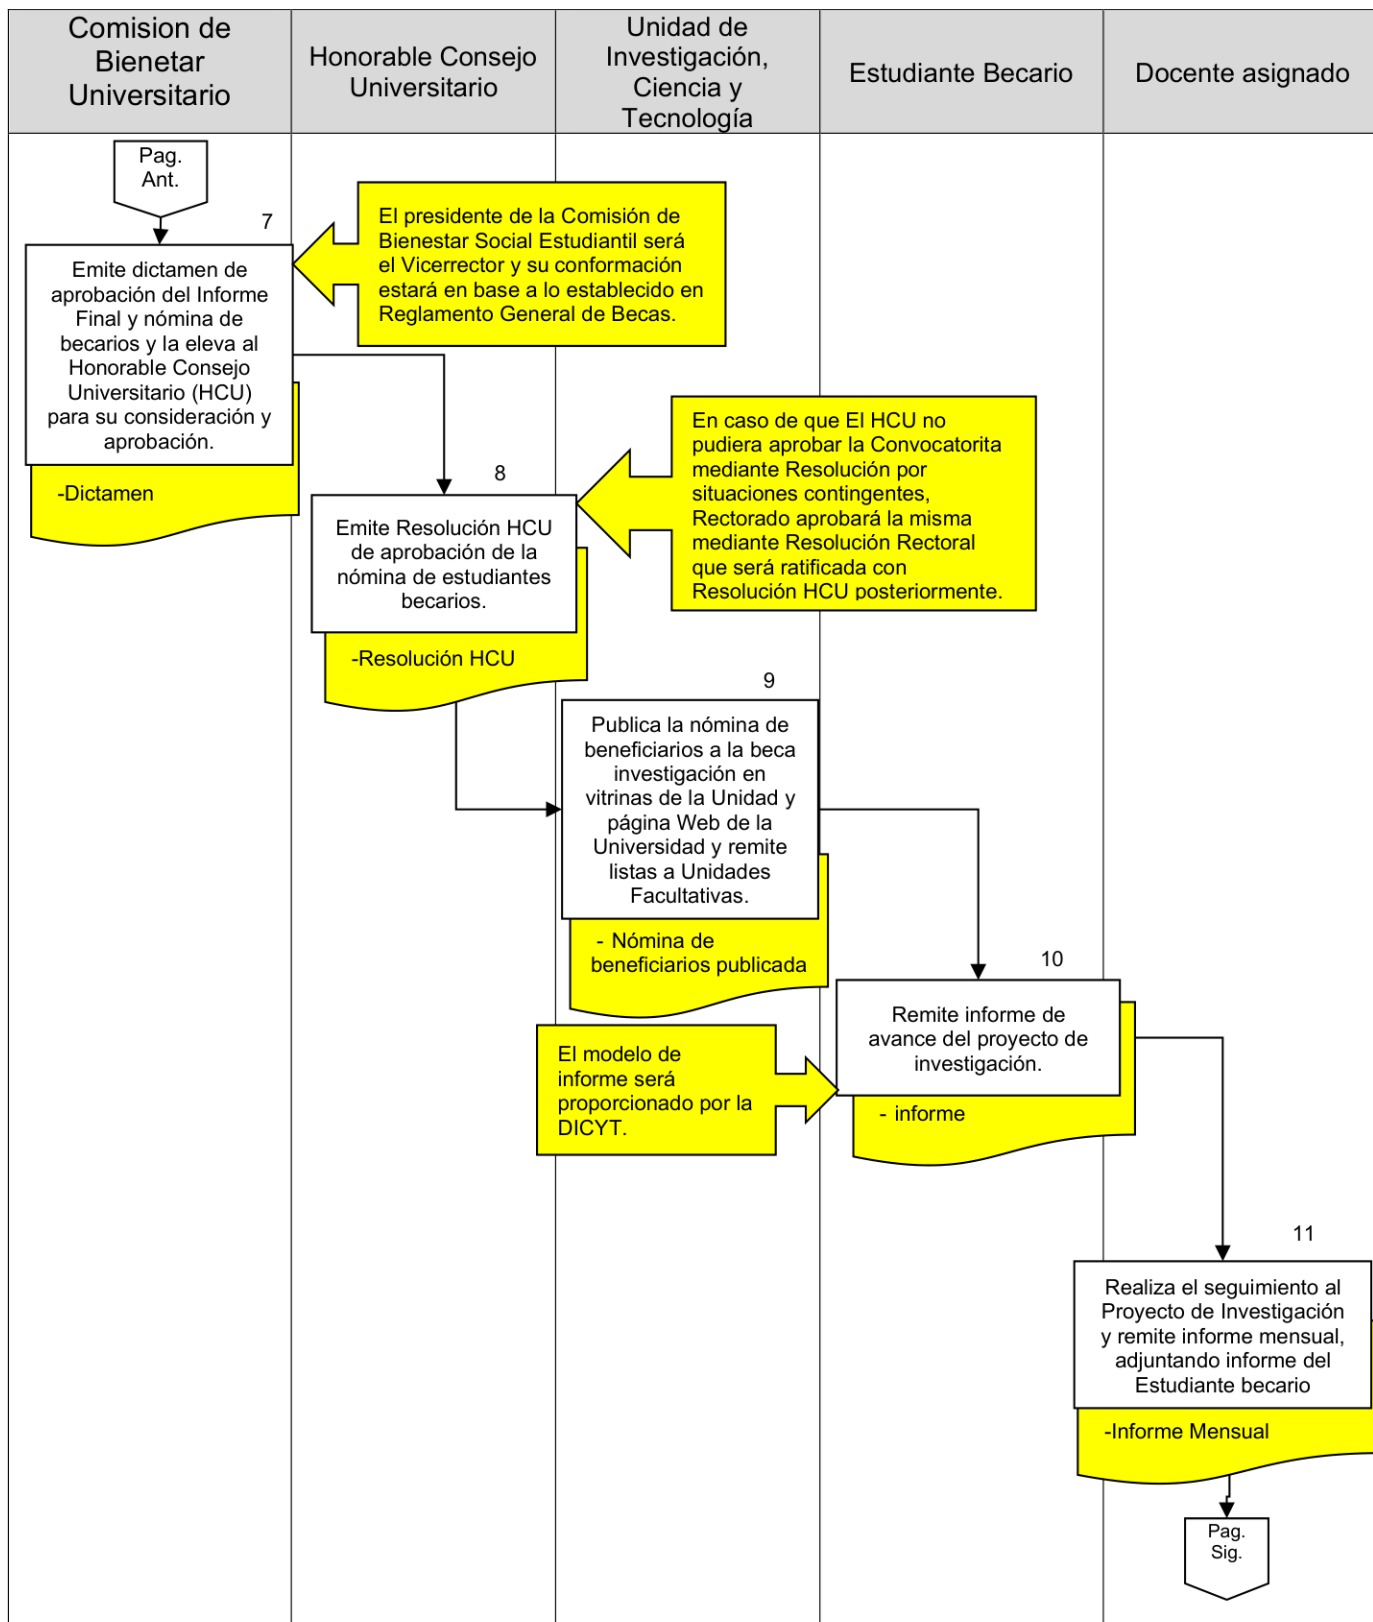 Comision de
Bienetar
Universitario
Honorable Consejo
Universitario
Unidad de
Investigación,
Ciencia y
Tecnología
Estudiante Becario
Docente asignado
Pag.
Ant.
7
El presidente de la Comisión de
Bienestar Social Estudiantil será
el Vicerrector y su conformación
estará en base a lo establecido en
Reglamento General de Becas.
Emite dictamen de
aprobación del Informe
Final y nómina de
becarios y la eleva al
Honorable Consejo
Universitario (HCU)
para su consideración y
aprobación.
-Dictamen
En caso de que El HCU no
pudiera aprobar la Convocatorita
mediante Resolución por
situaciones contingentes,
Rectorado aprobará la misma
mediante Resolución Rectoral
que será ratificada con
Resolución HCU posteriormente.
8
Emite Resolución HCU
de aprobación de la
nómina de estudiantes
becarios.
-Resolución HCU
9
Publica la nómina de
beneficiarios a la beca
investigación en
vitrinas de la Unidad y
página Web de la
Universidad y remite
listas a Unidades
Facultativas.
- Nómina de
beneficiarios publicada
10
Remite informe de
avance del proyecto de
investigación.
- informe
El modelo de
informe será
proporcionado por la
DICYT.
11
Realiza el seguimiento al
Proyecto de Investigación
y remite informe mensual,
adjuntando informe del
Estudiante becario
-Informe Mensual
Pag.
Sig.